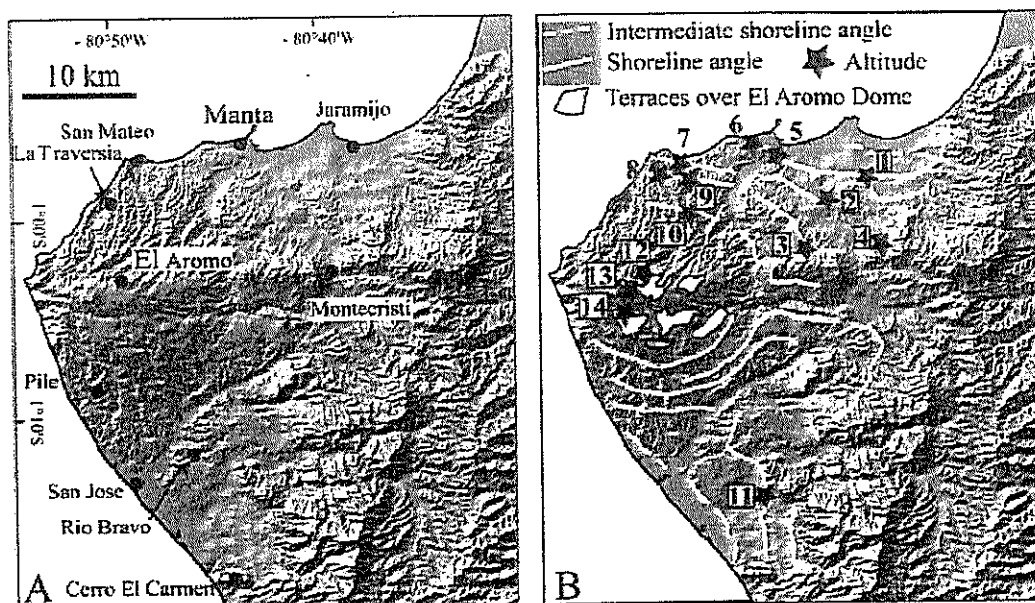 - 80°50'W
- 80°40'W
10 km
Manta
Jaramijo
San Mateo
La Traversia
El Aromo
Montecristi
Pile
San Jose
Rio Bravo
A
Cerro El Carmen
B
Intermediate shoreline angle
Shoreline angle
Altitude
Terraces over El Aromo Dome
7
6
5
1
8
9
2
10
3
4
12
13
14
11